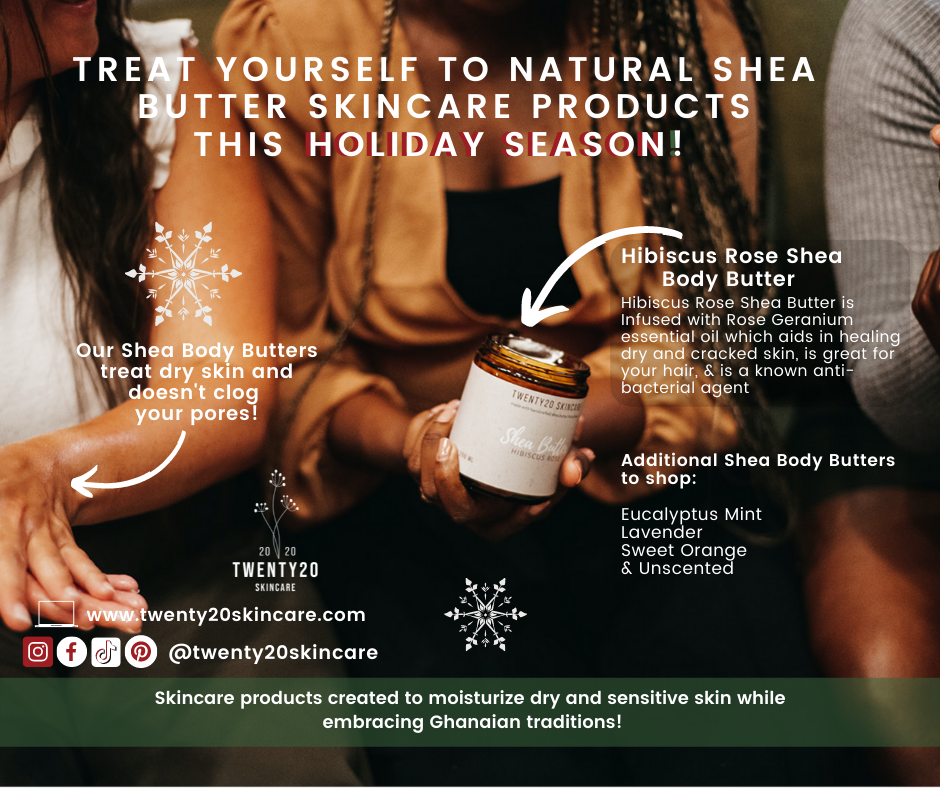 TREAT YOURSELF TO NATURAL SHEA
BUTTER SKINCARE PRODUCTS
THIS HOLIDAY SEASON!
Hibiscus Rose Shea
Body Butter
Hibiscus Rose Shea Butter is
Infused with Rose Geranium
essential oil which aids in healing
dry and cracked skin, is great for
your hair, & is a known anti-
bacterial agent
Our Shea Body Butters
treat dry skin and
doesn't clog
your pores!
TWENTY20 SKINCARE
Shea Butter
HIBISCUS
Additional Shea Body Butters
to shop:
Eucalyptus Mint
Lavender
Sweet Orange
& Unscented
20 20
TWENTY20
SKINCARE
www.twenty20skincare.com
@twenty20skincare
Skincare products created to moisturize dry and sensitive skin while
embracing Ghanaian traditions!